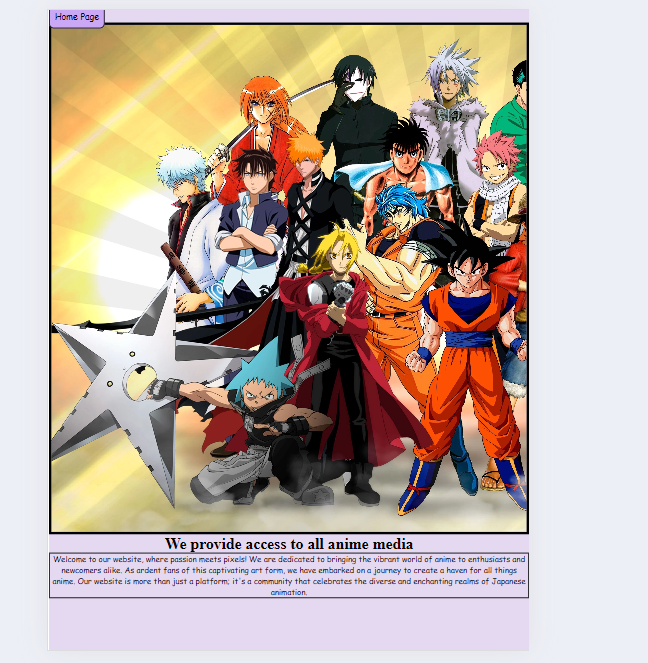 Home Page
We provide access to all anime media
Welcome to our website, where passion meets pixels! We are dedicated to bringing the vibrant world of anime to enthusiasts and
newcomers alike. As ardent fans of this captivating art form, we have embarked on a journey to create a haven for all things
anime. Our website is more than just a platform; it's a community that celebrates the diverse and enchanting realms of Japanese
animation.